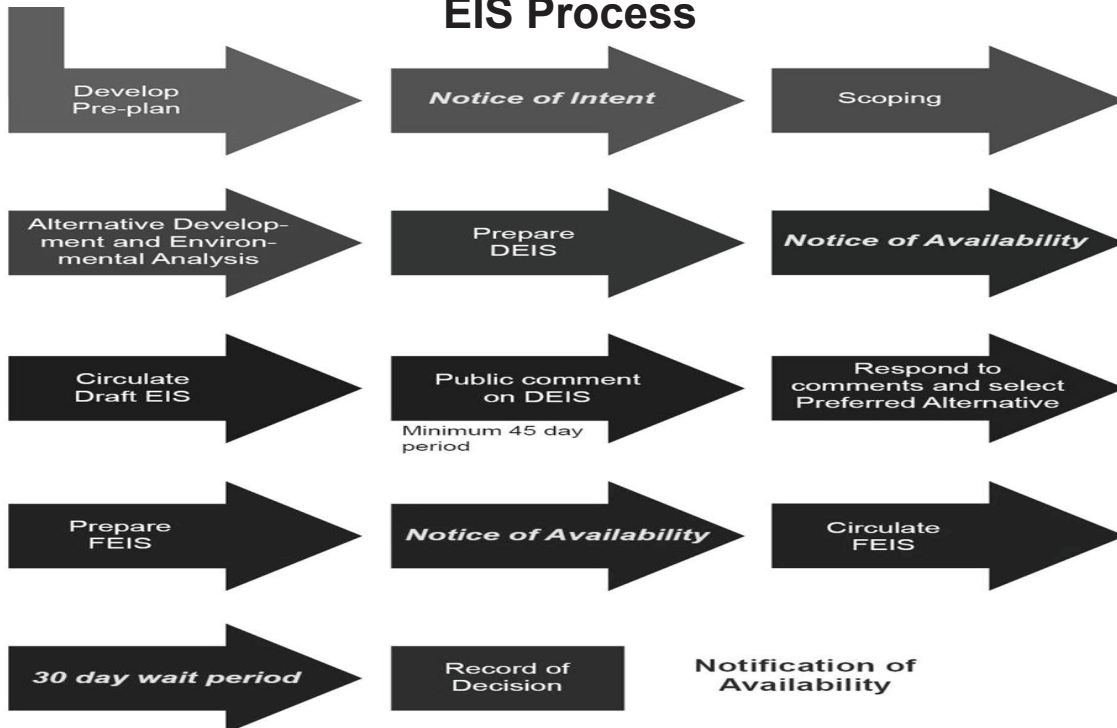 EIS Process
Develop
Pre-plan
Notice of Intent
Scoping
Alternative Develop-
ment and Environ-
mental Analysis
Prepare
DEIS
Notice of Availability
Circulate
Draft EIS
Public comment
on DEIS
Minimum 45 day
period
Respond to
comments and select
Preferred Alternative
Prepare
FEIS
Notice of Availability
Circulate
FEIS
30 day wait period
Record of
Decision
Notification of
Availability